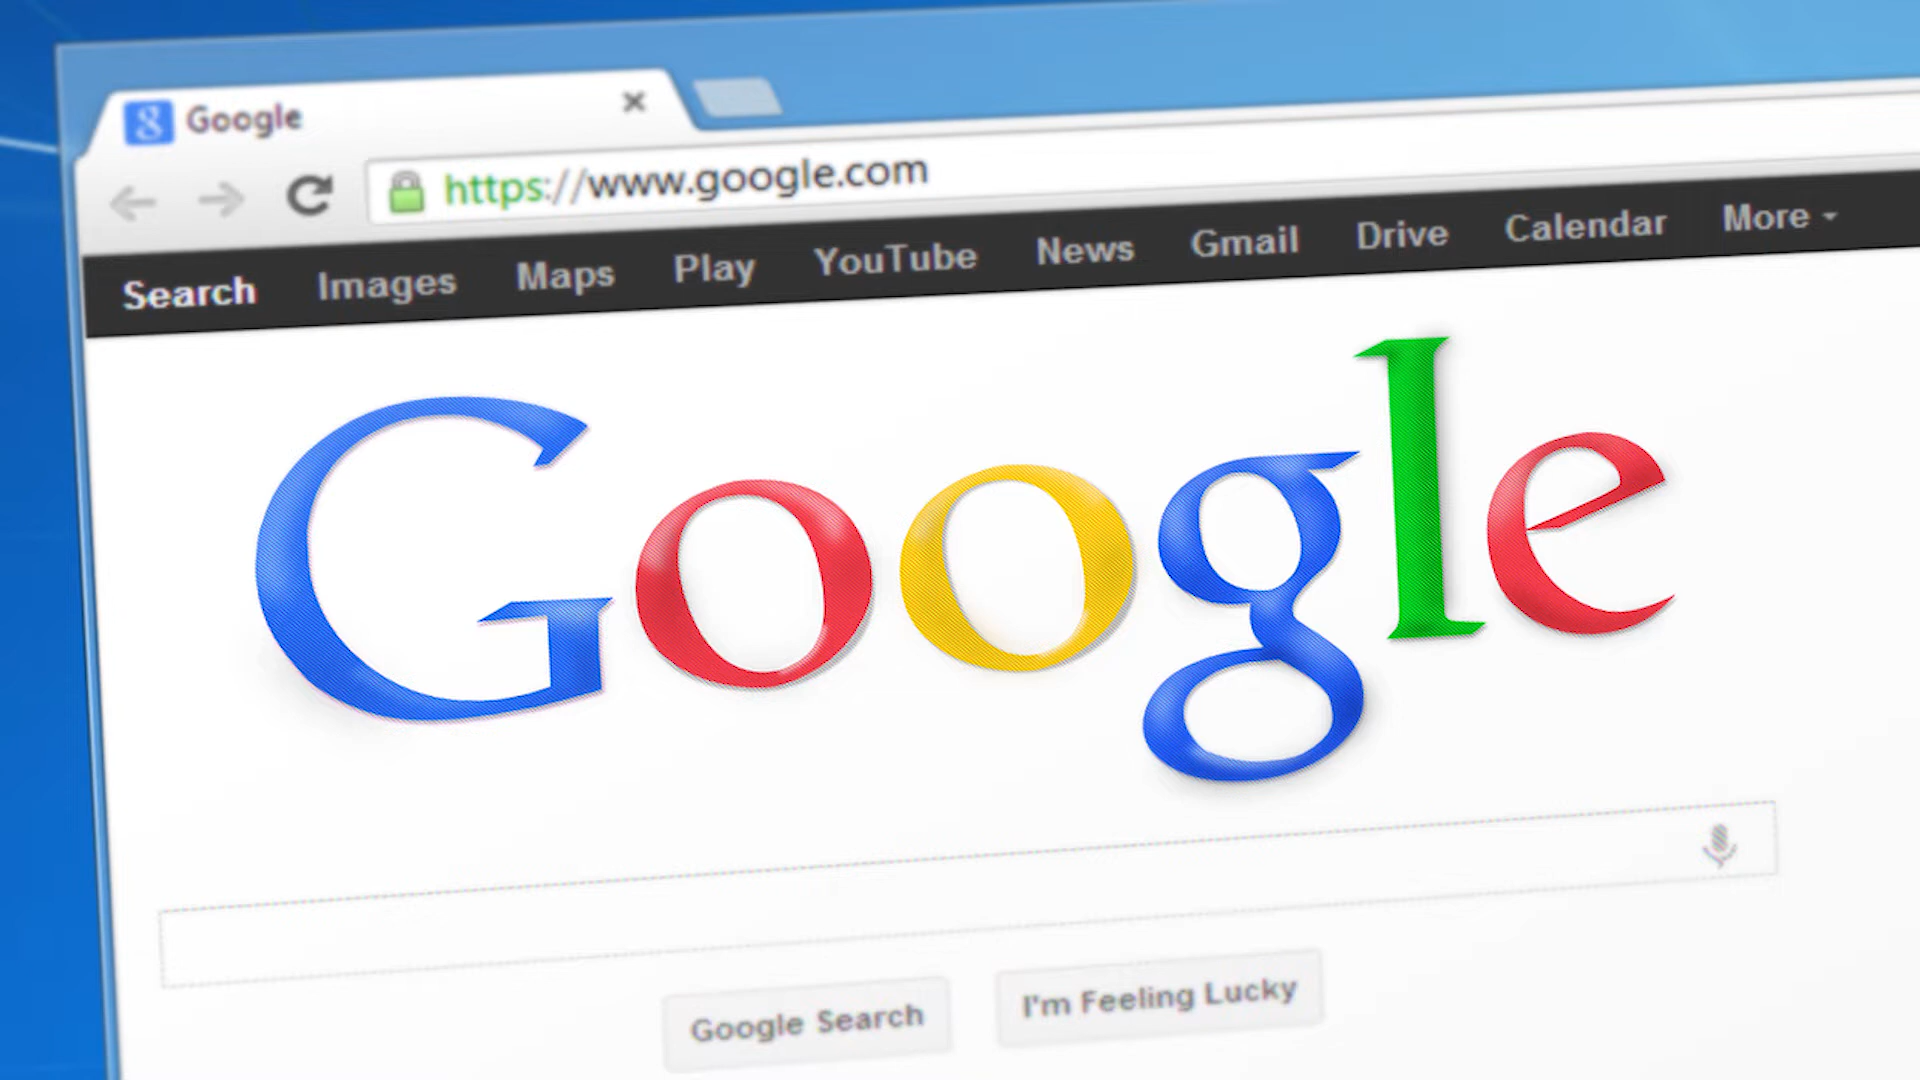 Google
https://www.google.com
Search Images Maps Play YouTube News Gmail Drive Calendar More
Google
Google Search I'm Feeling Lucky